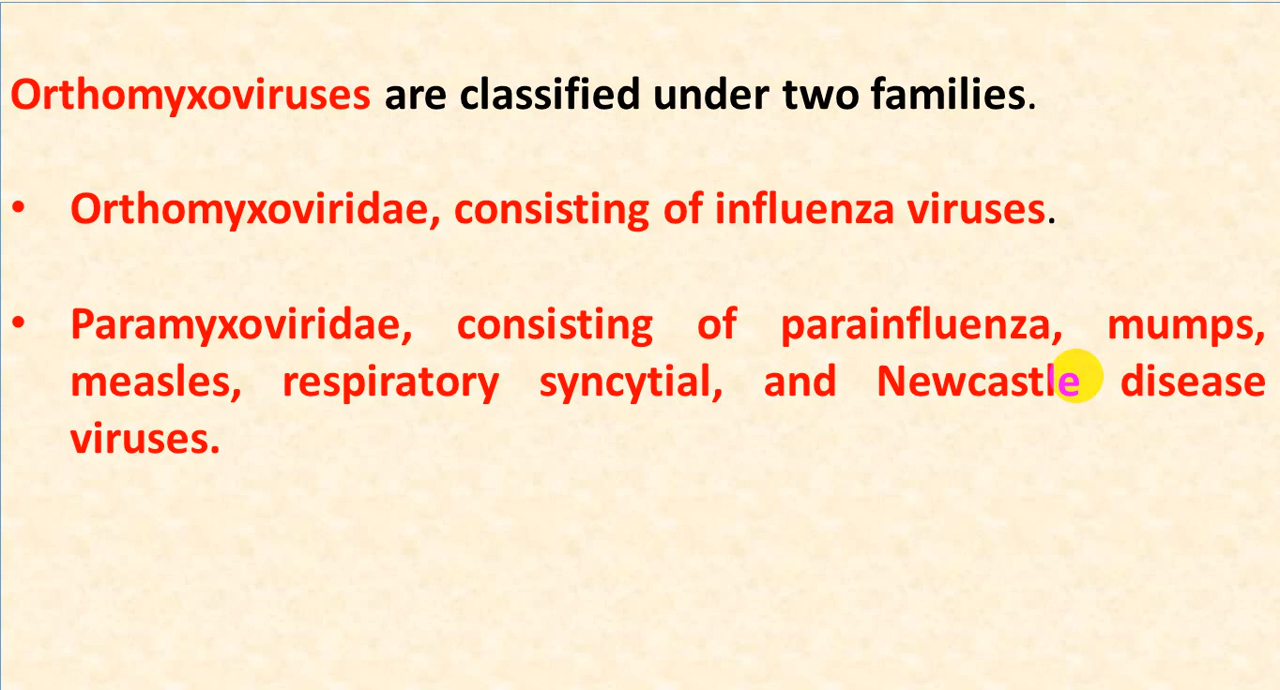 Orthomyxoviruses are classified under two families.
• Orthomyxoviridae, consisting of influenza viruses.
• Paramyxoviridae, consisting of parainfluenza, mumps,
measles, respiratory syncytial, and Newcastle disease
viruses.